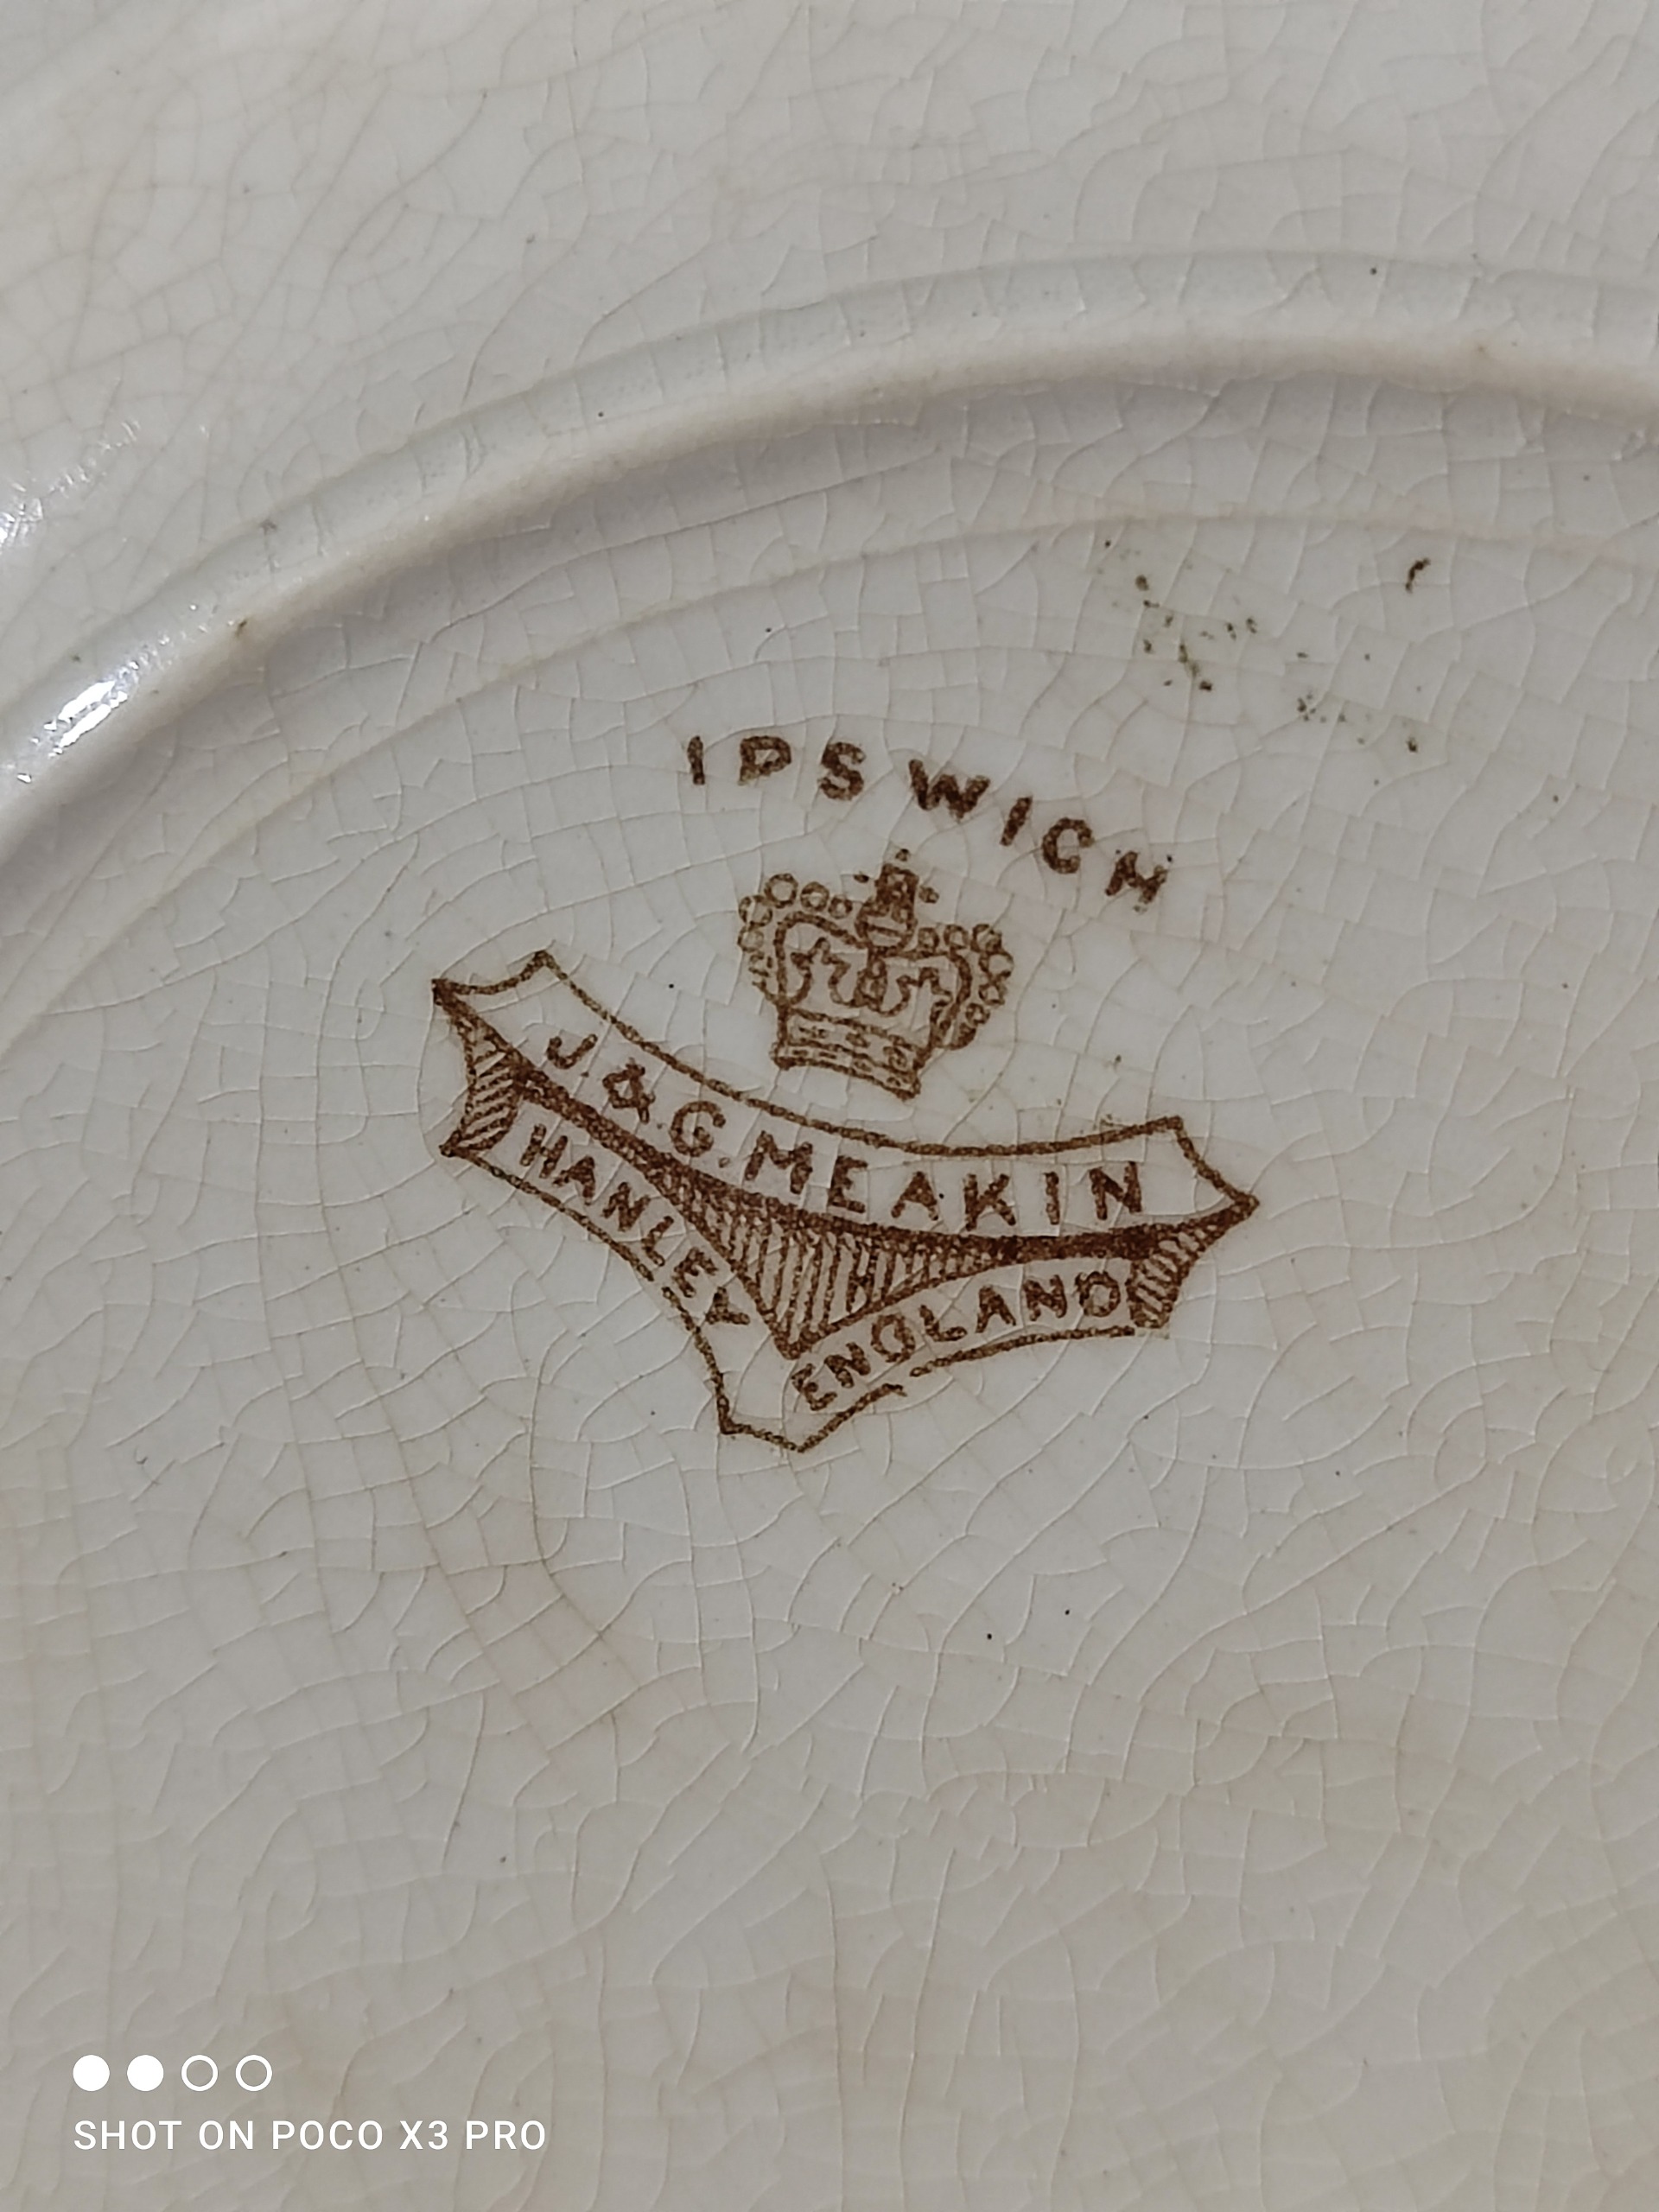 IPSWICH
J. & G. MEAKIN
HANLEY
ENGLAND
SHOT ON POCO X3 PRO